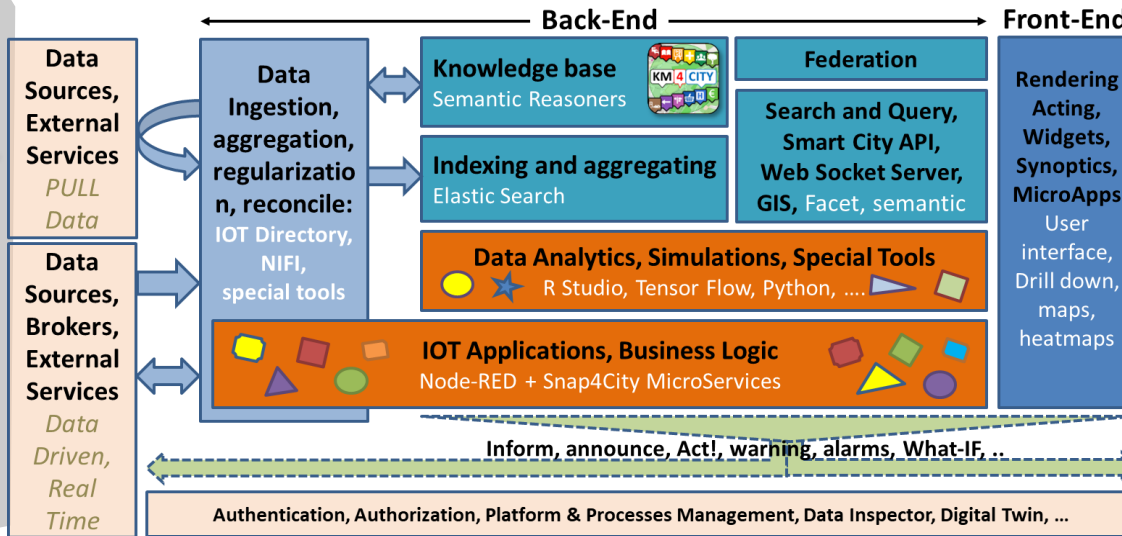 Back-End
Front-End
Data
Sources,
External
Services
PULL
Data
Data
Sources,
Brokers,
External
Services
Data
Driven,
Real
Time
Data
Ingestion,
aggregation,
regularizatio
n, reconcile:
IOT Directory,
NIFI,
special tools
Knowledge base
Semantic Reasoners
KM 4 CITY
Indexing and aggregating
Elastic Search
Federation
Search and Query,
Smart City API,
Web Socket Server,
GIS, Facet, semantic
Data Analytics, Simulations, Special Tools
R Studio, Tensor Flow, Python, ....
IOT Applications, Business Logic
Node-RED + Snap4City MicroServices
Rendering
Acting,
Widgets,
Synoptics,
MicroApps
User
interface,
Drill down,
maps,
heatmaps
Inform, announce, Act!, warning, alarms, What-IF, ..
Authentication, Authorization, Platform & Processes Management, Data Inspector, Digital Twin, ...